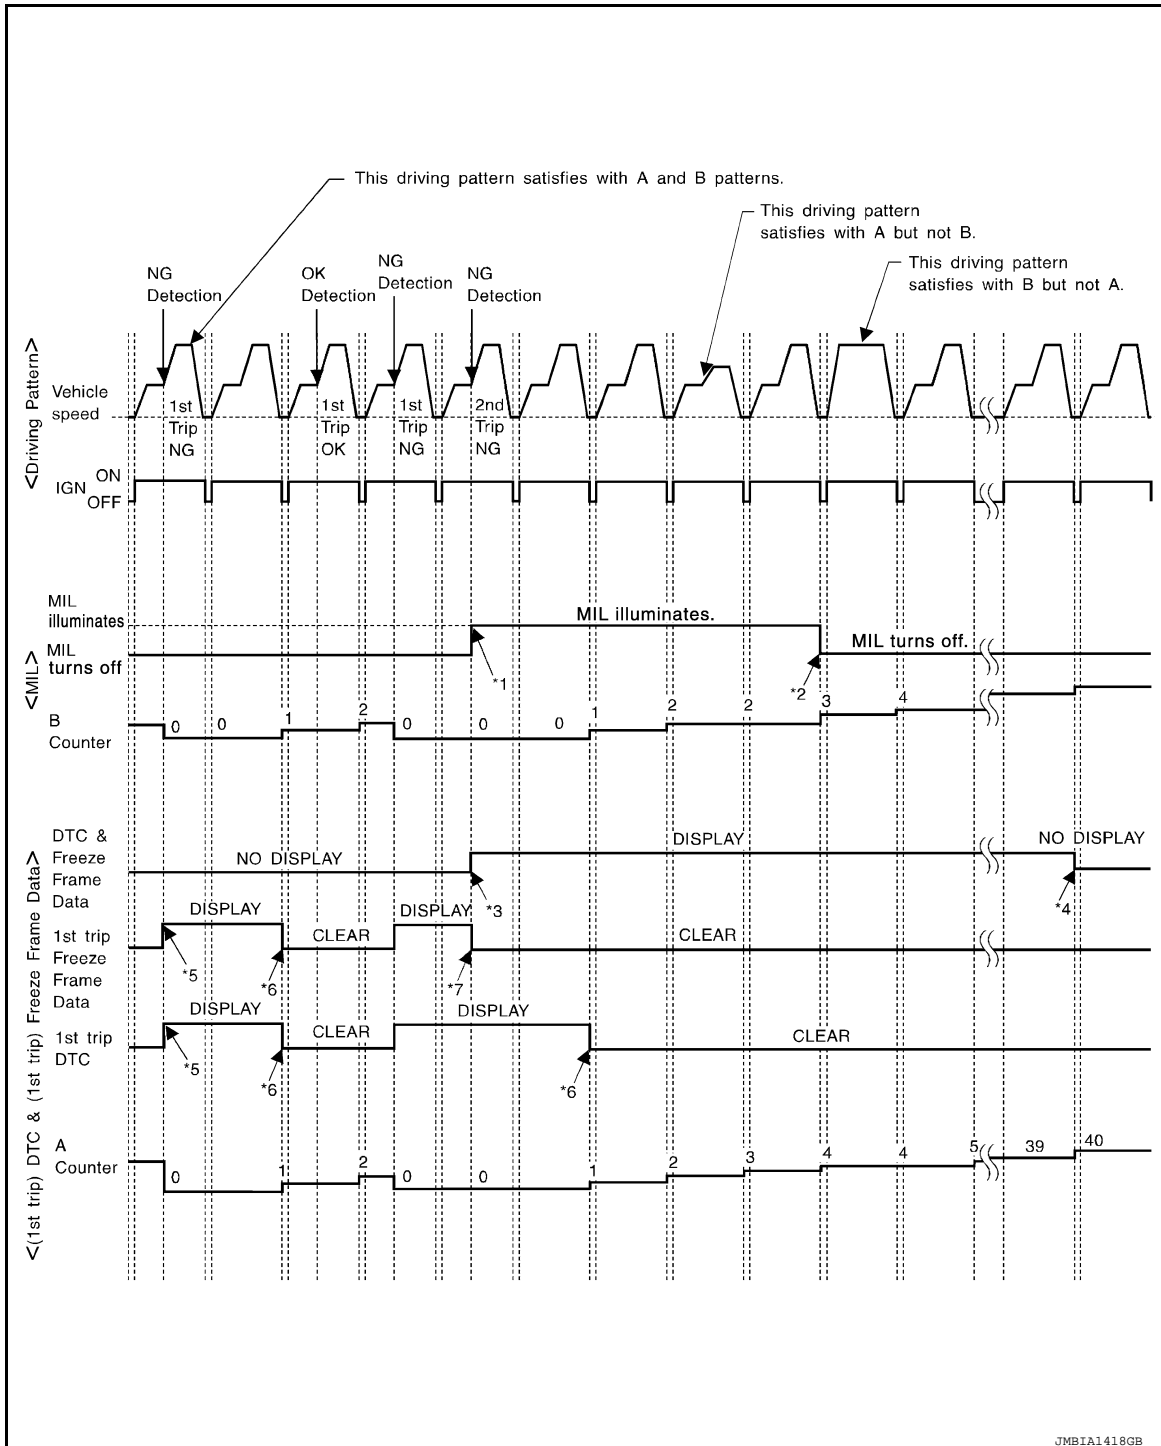 This driving pattern satisfies with A and B patterns.
This driving pattern
satisfies with A but not B.
This driving pattern
satisfies with B but not A.
NG
Detection
OK
Detection
NG
Detection
NG
Detection
<Driving Pattern>
Vehicle
speed
1st
Trip
NG
1st
Trip
OK
1st
Trip
NG
2nd
Trip
NG
IGN ON
OFF
<MIL>
MIL
illuminates
MIL
turns off
MIL illuminates.
MIL turns off.
*1
*2
B
Counter
0 0 1 2 0 0 0 1 2 2 3 4
<(1st trip) DTC & (1st trip) Freeze Frame Data>
DTC &
Freeze
Frame
Data
NO DISPLAY
DISPLAY
NO DISPLAY
*3
*4
1st trip
Freeze
Frame
Data
DISPLAY
CLEAR
DISPLAY
CLEAR
*5
*6
*7
1st trip
DTC
DISPLAY
CLEAR
DISPLAY
CLEAR
*5
*6
*6
A
Counter
0 1 2 0 0 1 2 3 4 4 5 39 40
JMBIA1418GB